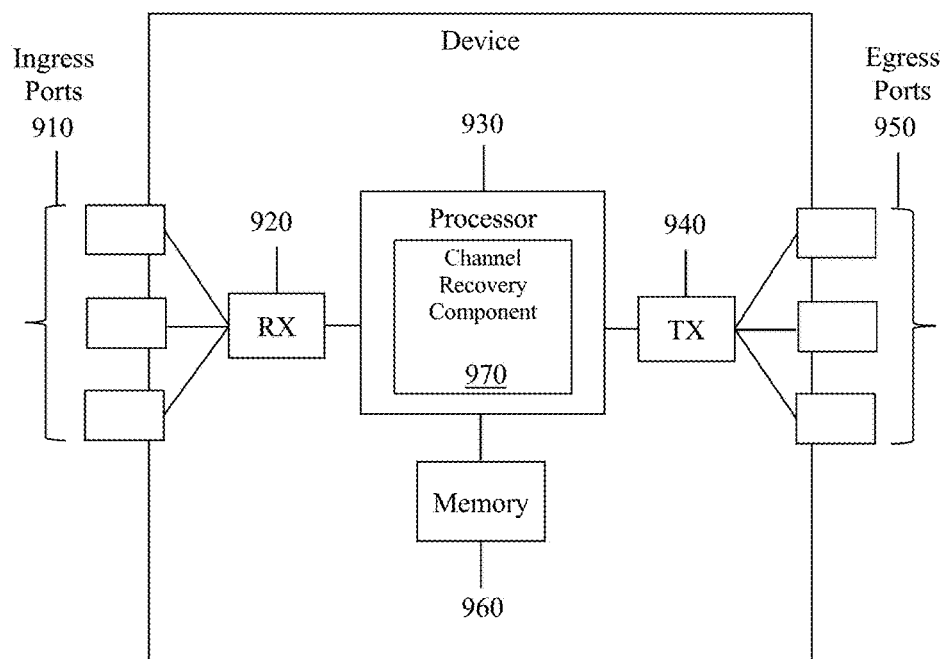 Device
Ingress
Ports
910
Egress
Ports
950
930
920
Processor
940
Channel
Recovery
Component
RX
TX
970
Memory
960